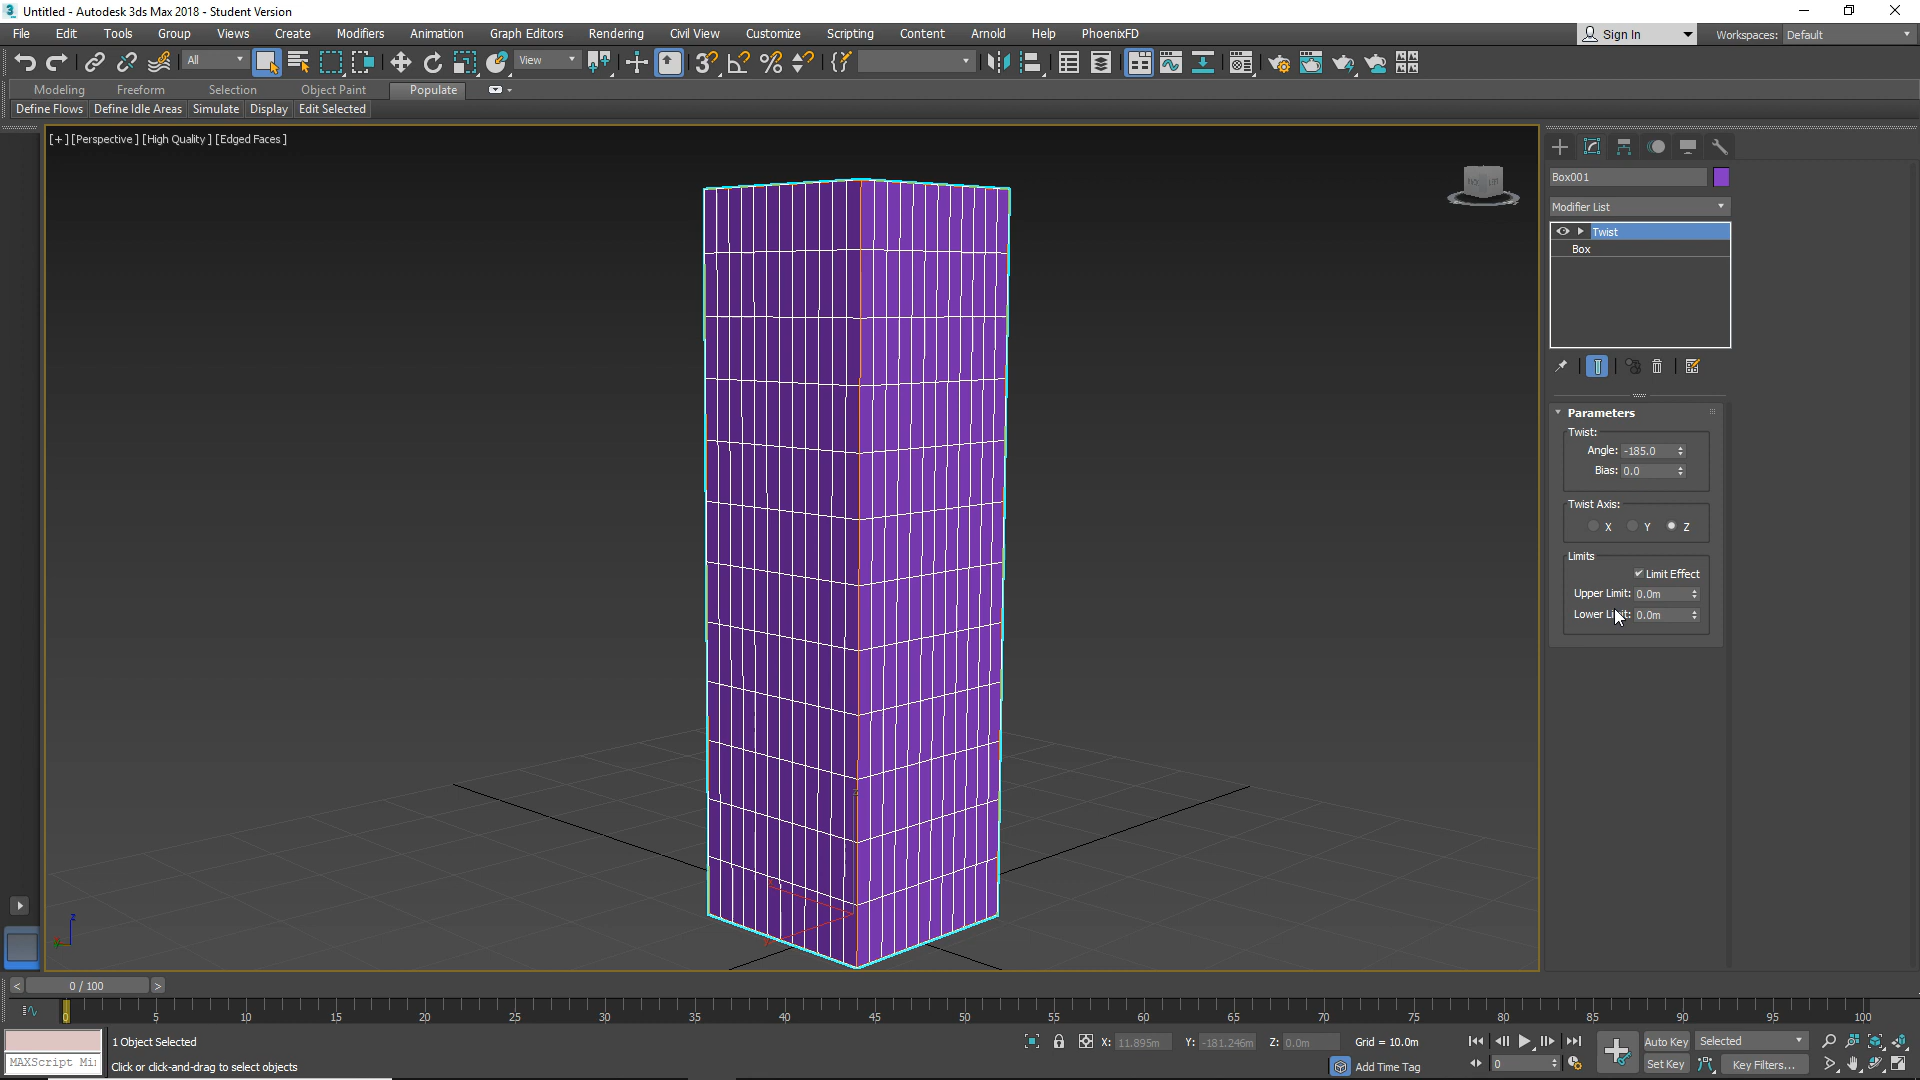 3 Untitled - Autodesk 3ds Max 2018 - Student Version
File Edit Tools Group Views Create Modifiers Animation Graph Editors Rendering Civil View Customize Scripting Content Arnold Help PhoenixFD Sign In Workspaces: Default
All View
Modeling Freeform Selection Object Paint Populate
Define Flows Define Idle Areas Simulate Display Edit Selected
[+] [Perspective] [High Quality] [Edged Faces]
Box001
Modifier List
Twist
Box
Parameters
Twist:
Angle: -185.0
Bias: 0.0
Twist Axis:
X Y Z
Limits
Limit Effect
Upper Limit: 0.0m
Lower Limit: 0.0m
z
< 0 / 100 >
0 5 10 15 20 25 30 35 40 45 50 55 60 65 70 75 80 85 90 95 100
1 Object Selected X: 11.895m Y: -181.246m Z: 0.0m Grid = 10.0m Auto Key Selected
MAXScript Mi Click or click-and-drag to select objects Add Time Tag 0 Set Key Key Filters...